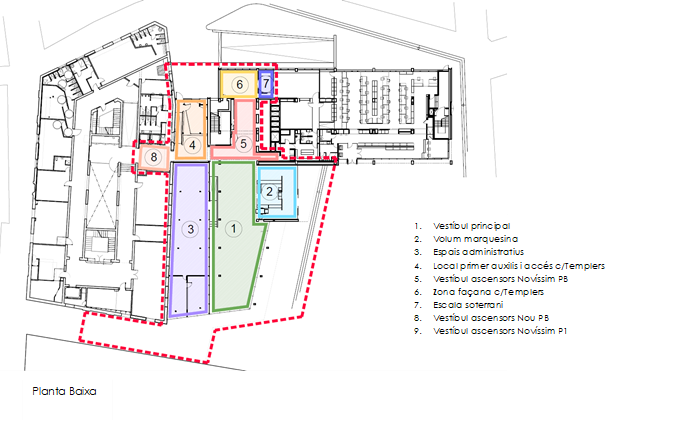 6
7
4
5
8
2
3
1
1. Vestíbul principal
2. Volum marquesina
3. Espais administratius
4. Local primer auxilis i accés c/Templers
5. Vestíbul ascensors Novíssim PB
6. Zona façana c/Templers
7. Escala soterrani
8. Vestíbul ascensors Nou PB
9. Vestíbul ascensors Novíssim P1
Planta Baixa